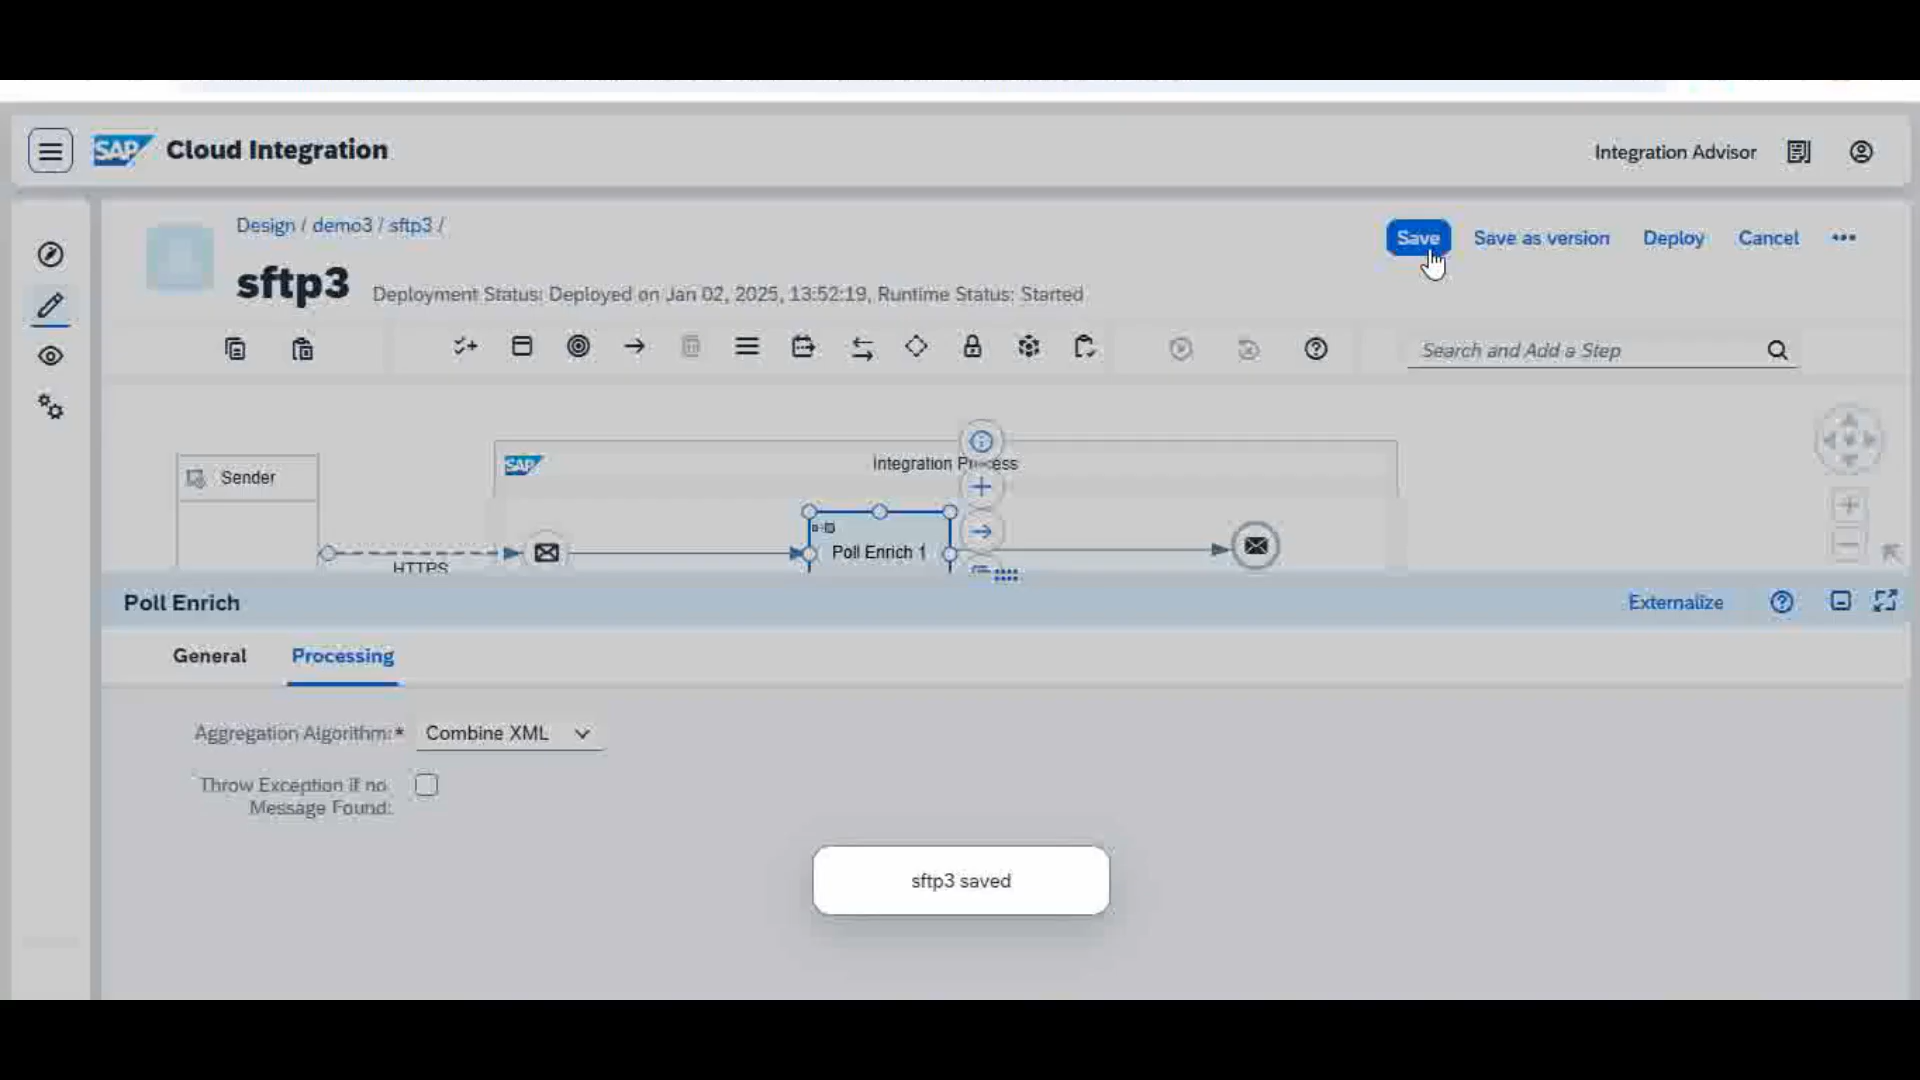 SAP Cloud Integration
Integration Advisor
Design / demo3 / sftp3 /
Save
Save as version
Deploy
Cancel
sftp3
Deployment Status: Deployed on Jan 02, 2025, 13:52:19, Runtime Status: Started
Search and Add a Step
Sender
SAP
Integration Process
Poll Enrich 1
HTTPS
Poll Enrich
Externalize
General
Processing
Aggregation Algorithm:*
Combine XML
Throw Exception if no
Message Found:
sftp3 saved